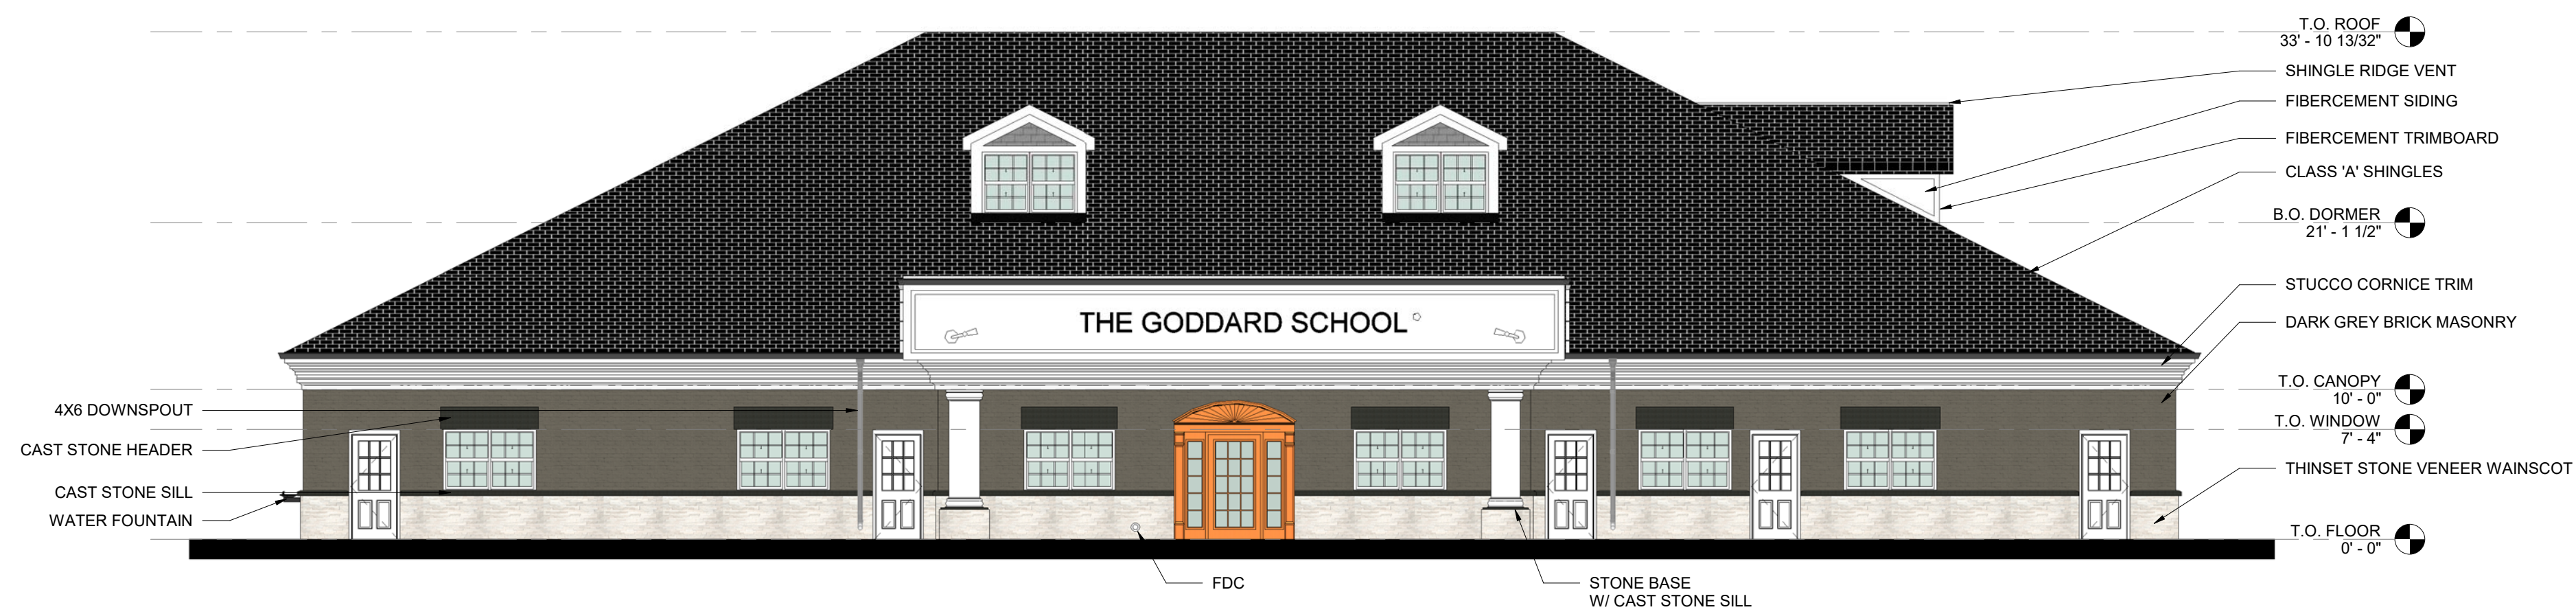 T.O. ROOF
33' - 10 13/32"
SHINGLE RIDGE VENT
FIBERCEMENT SIDING
FIBERCEMENT TRIMBOARD
CLASS 'A' SHINGLES
B.O. DORMER
21' - 1 1/2"
STUCCO CORNICE TRIM
THE GODDARD SCHOOL
DARK GREY BRICK MASONRY
T.O. CANOPY
10' - 0"
4X6 DOWNSPOUT
T.O. WINDOW
7' - 4"
CAST STONE HEADER
THINSET STONE VENEER WAINSCOT
CAST STONE SILL
WATER FOUNTAIN
T.O. FLOOR
0' - 0"
FDC
STONE BASE
W/ CAST STONE SILL